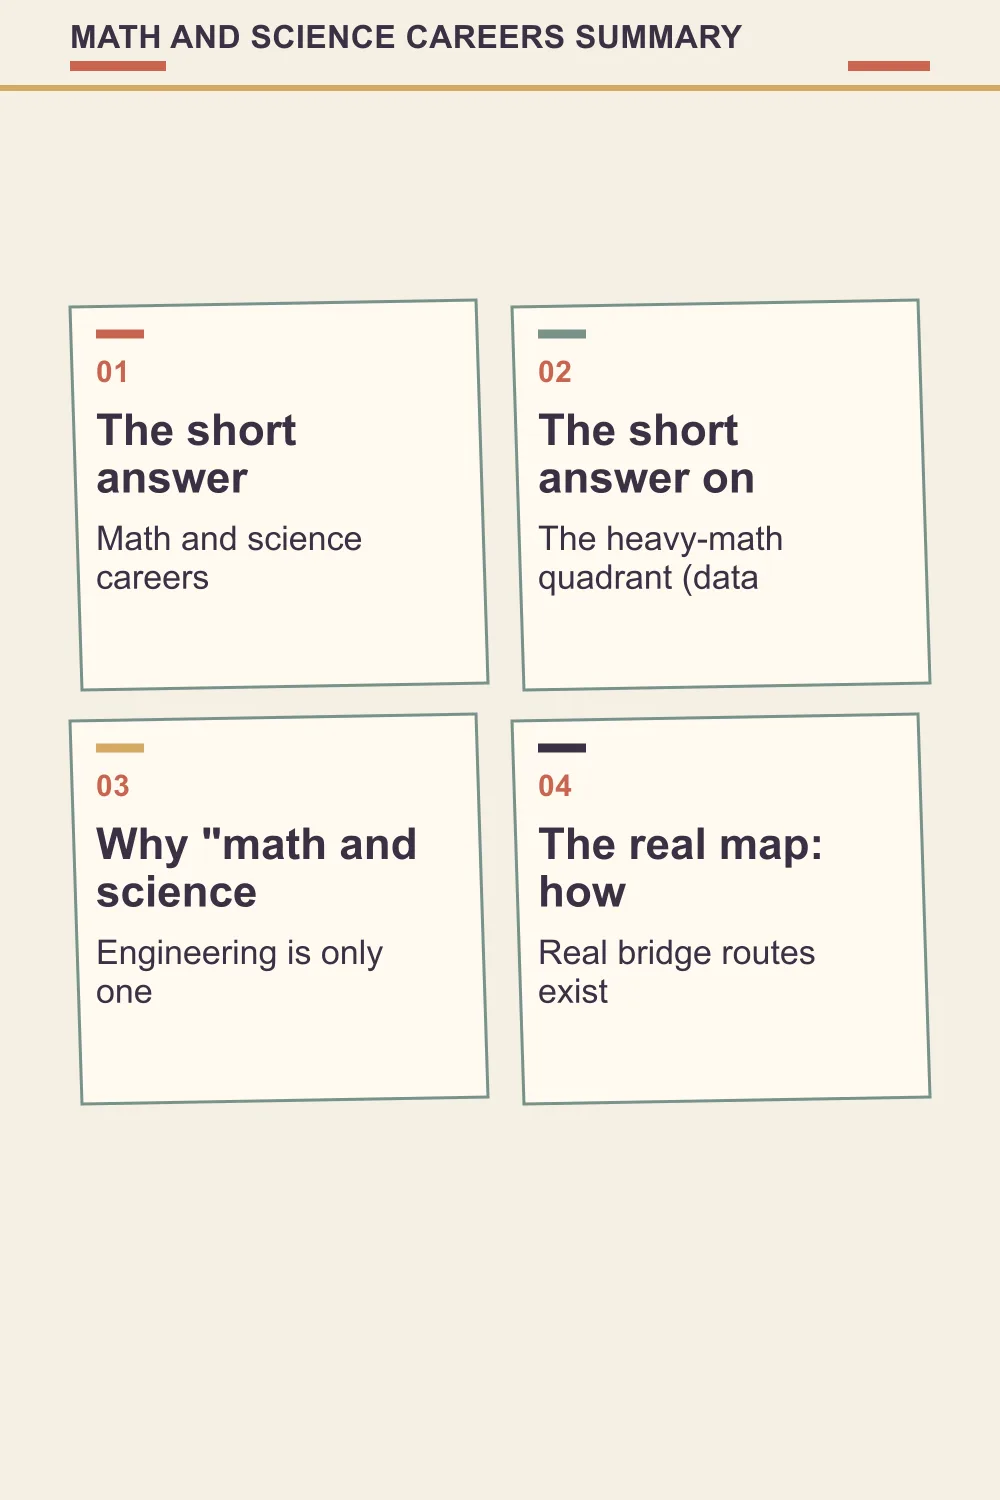 MATH AND SCIENCE CAREERS SUMMARY
01
The short
answer
Math and science
careers
02
The short
answer on
The heavy-math
quadrant (data
03
Why "math and
science
Engineering is only
one
04
The real map:
how
Real bridge routes
exist